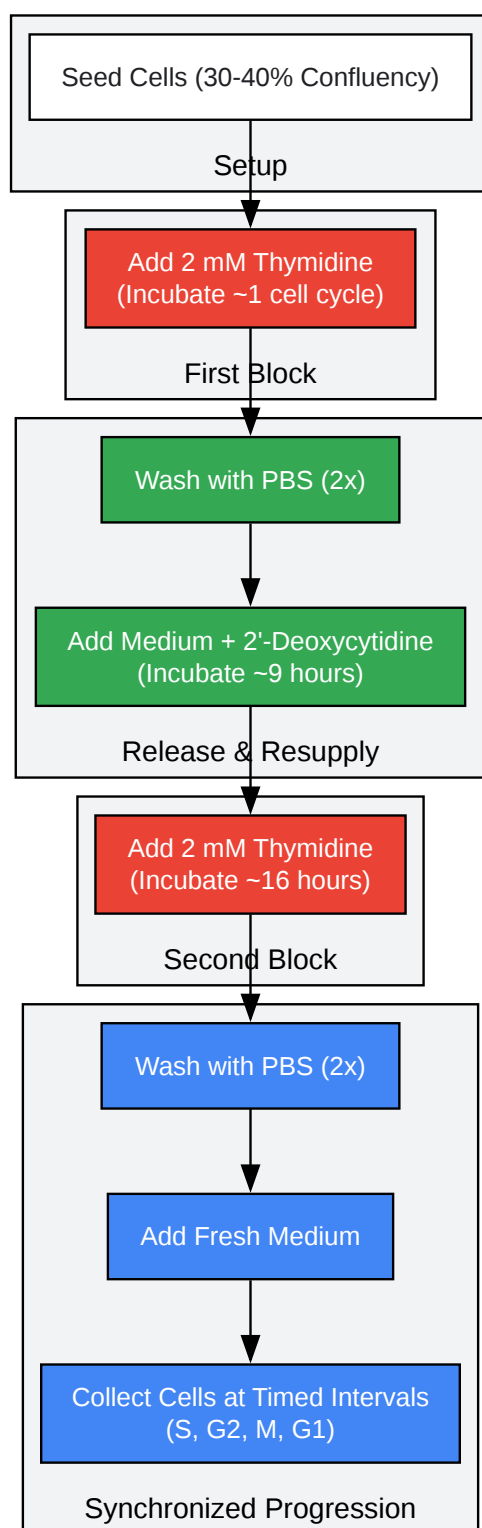 Seed Cells (30-40% Confluency)
Setup
Add 2 mM Thymidine
(Incubate ~1 cell cycle)
First Block
Wash with PBS (2x)
Add Medium + 2'-Deoxycytidine
(Incubate ~9 hours)
Release & Resupply
Add 2 mM Thymidine
(Incubate ~16 hours)
Second Block
Wash with PBS (2x)
Add Fresh Medium
Collect Cells at Timed Intervals
(S, G2, M, G1)
Synchronized Progression